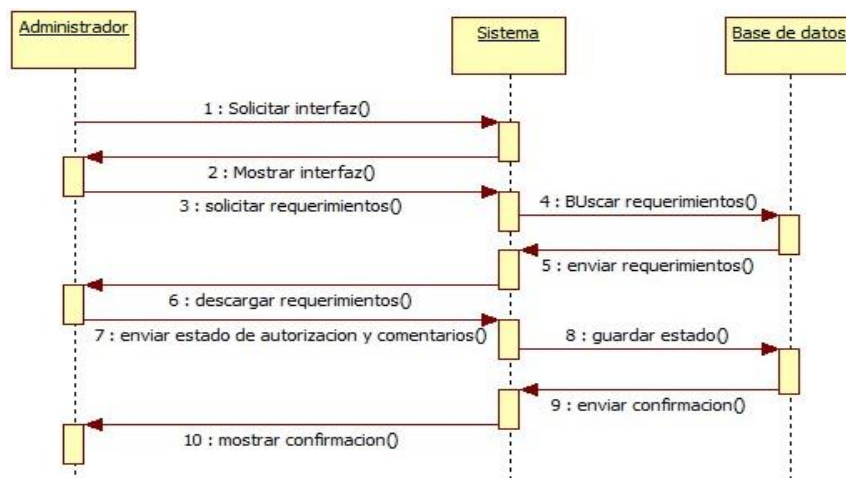 Administrador
Sistema
Base de datos
1 : Solicitar interfaz()
2 : Mostrar interfaz()
3 : solicitar requerimientos()
4 : BUscar requerimientos()
5 : enviar requerimientos()
6 : descargar requerimientos()
7 : enviar estado de autorizacion y comentarios()
8 : guardar estado()
9 : enviar confirmacion()
10 : mostrar confirmacion()